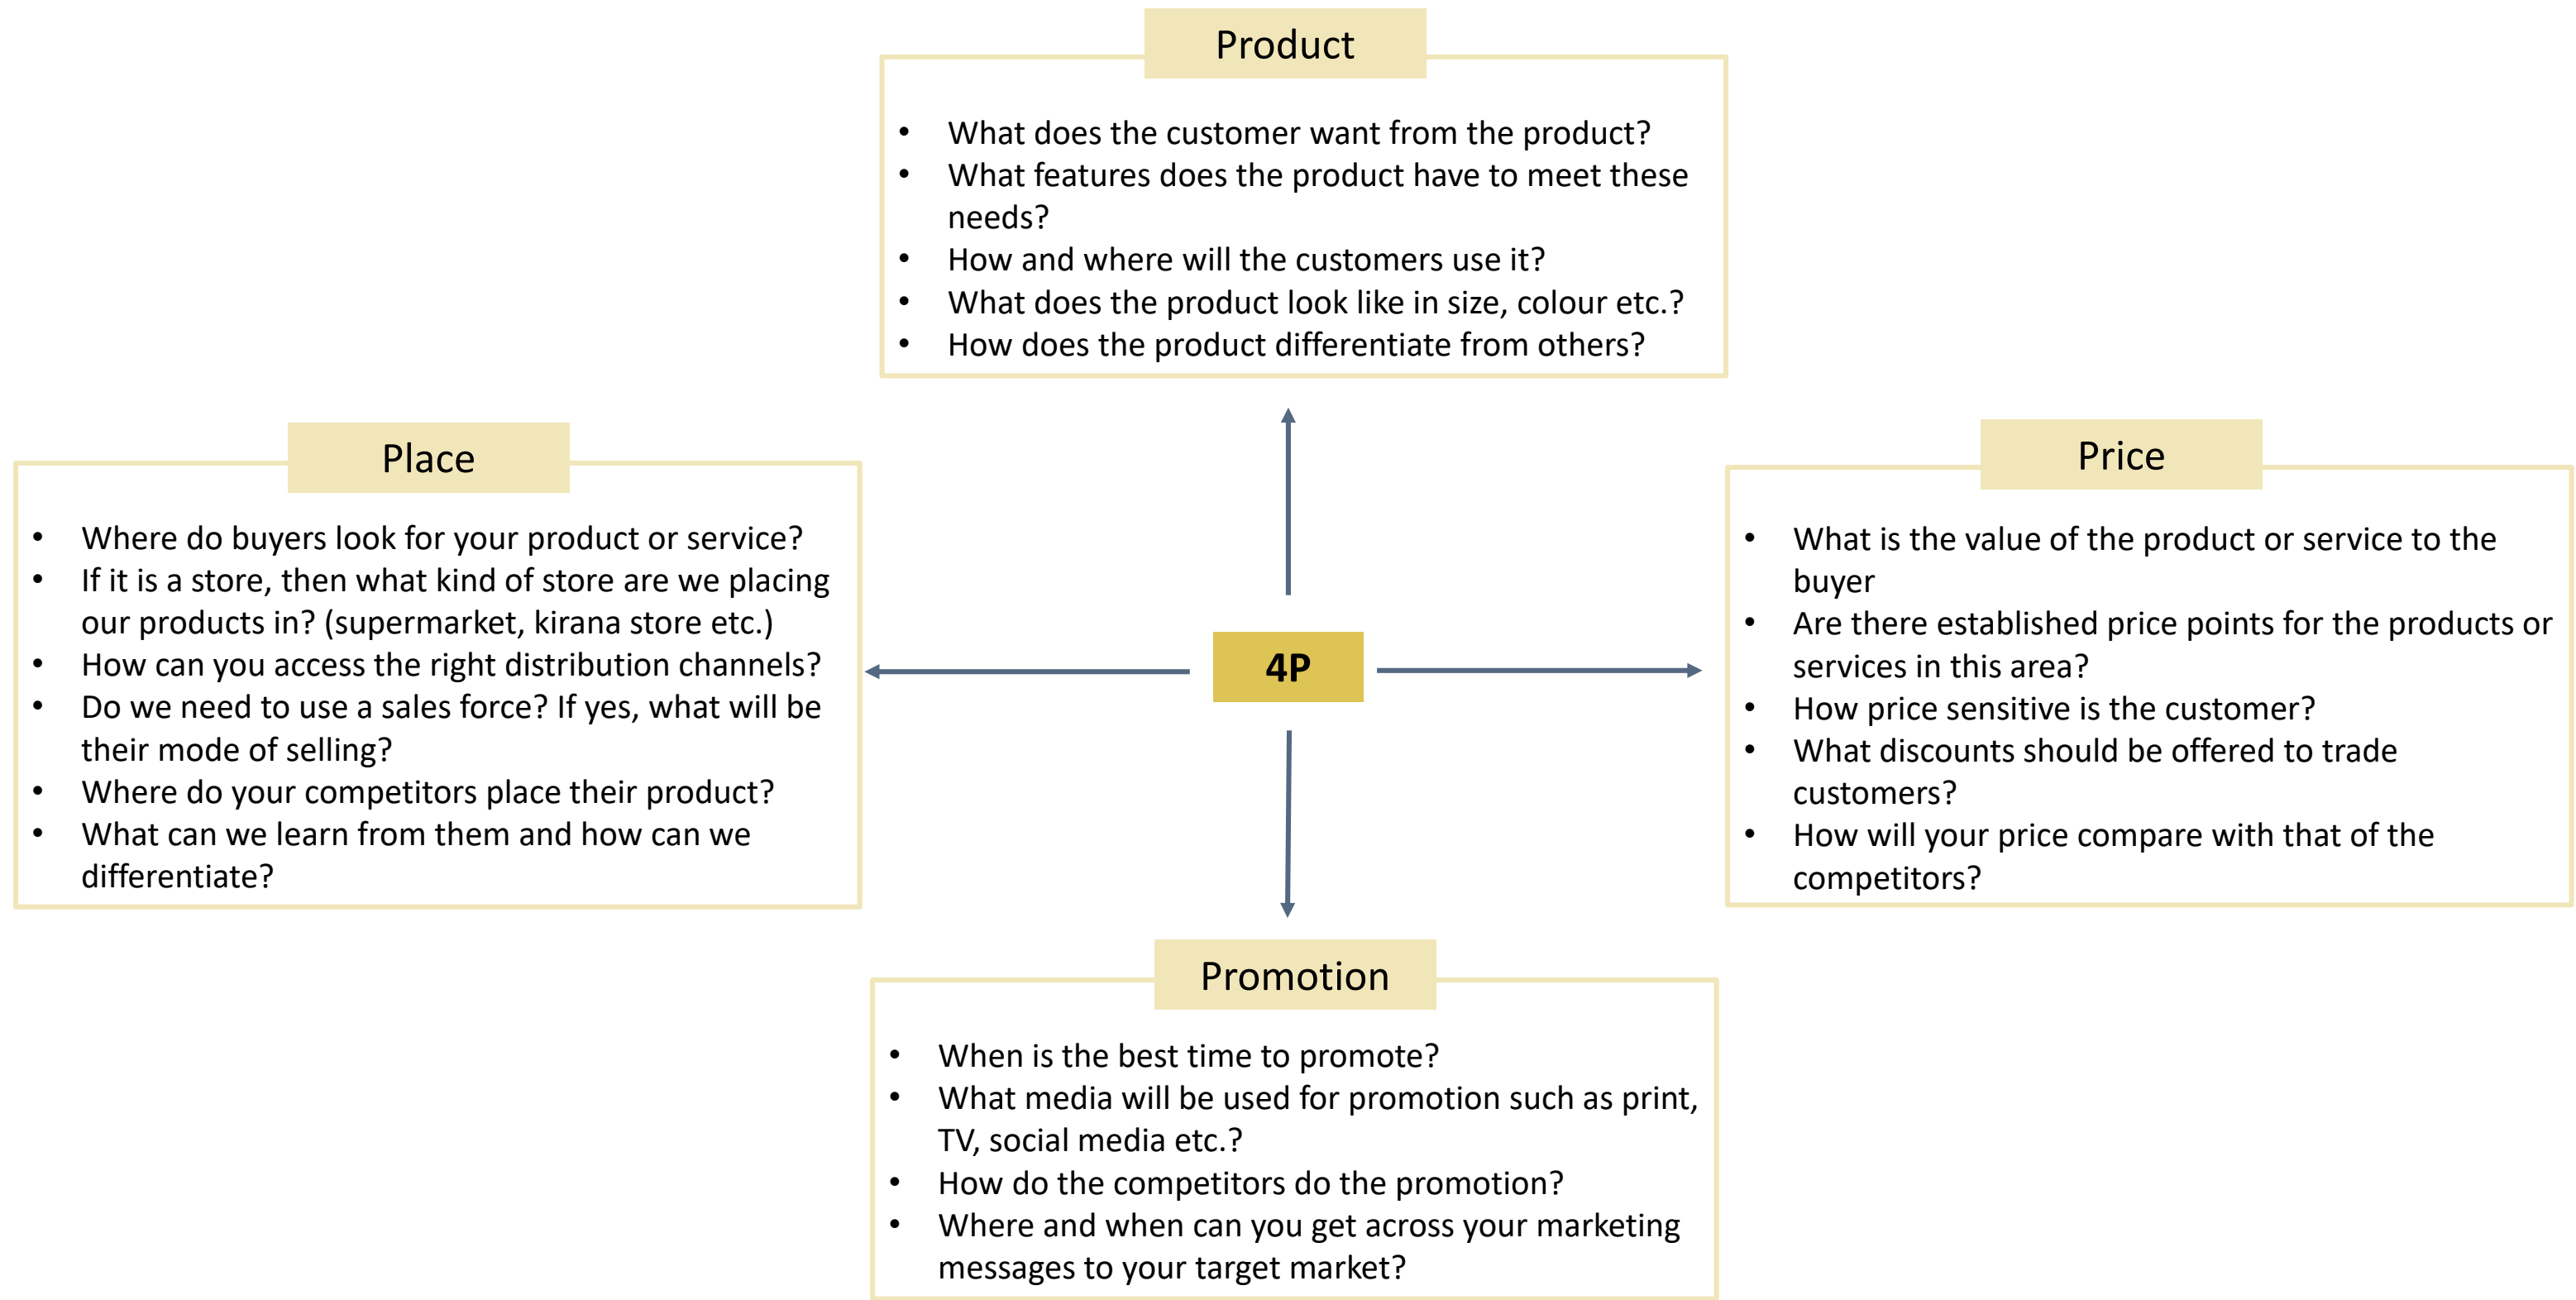 Product
• What does the customer want from the product?
• What features does the product have to meet these
needs?
• How and where will the customers use it?
• What does the product look like in size, colour etc.?
• How does the product differentiate from others?
Place
• Where do buyers look for your product or service?
• If it is a store, then what kind of store are we placing
our products in? (supermarket, kirana store etc.)
• How can you access the right distribution channels?
• Do we need to use a sales force? If yes, what will be
their mode of selling?
• Where do your competitors place their product?
• What can we learn from them and how can we
differentiate?
4P
Price
• What is the value of the product or service to the
buyer
• Are there established price points for the products or
services in this area?
• How price sensitive is the customer?
• What discounts should be offered to trade
customers?
• How will your price compare with that of the
competitors?
Promotion
• When is the best time to promote?
• What media will be used for promotion such as print,
TV, social media etc.?
• How do the competitors do the promotion?
• Where and when can you get across your marketing
messages to your target market?